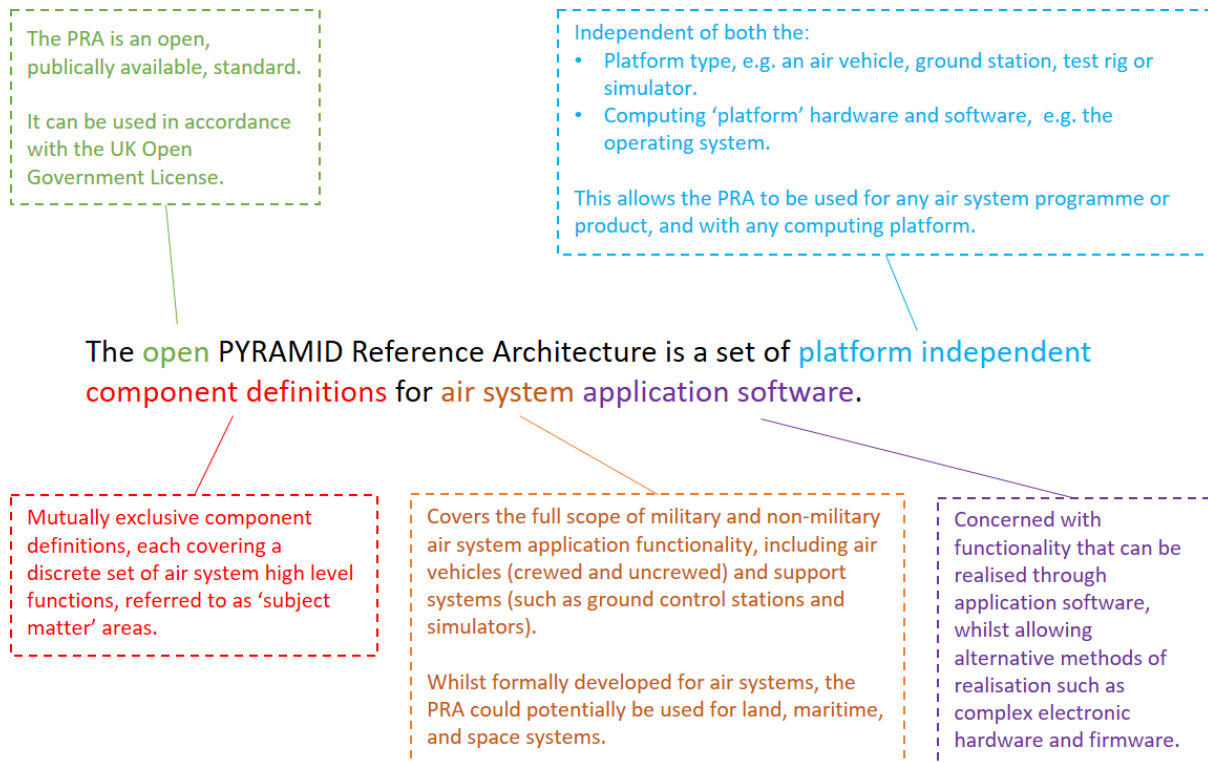 The PRA is an open,
publically available, standard.
It can be used in accordance
with the UK Open
Government License.
Independent of both the:
• Platform type, e.g. an air vehicle, ground station, test rig or
simulator.
• Computing ‘platform’ hardware and software, e.g. the
operating system.
This allows the PRA to be used for any air system programme or
product, and with any computing platform.
The open PYRAMID Reference Architecture is a set of platform independent
component definitions for air system application software.
Mutually exclusive component
definitions, each covering a
discrete set of air system high level
functions, referred to as ‘subject
matter’ areas.
Covers the full scope of military and non-military
air system application functionality, including air
vehicles (crewed and uncrewed) and support
systems (such as ground control stations and
simulators).
Whilst formally developed for air systems, the
PRA could potentially be used for land, maritime,
and space systems.
Concerned with
functionality that can be
realised through
application software,
whilst allowing
alternative methods of
realisation such as
complex electronic
hardware and firmware.